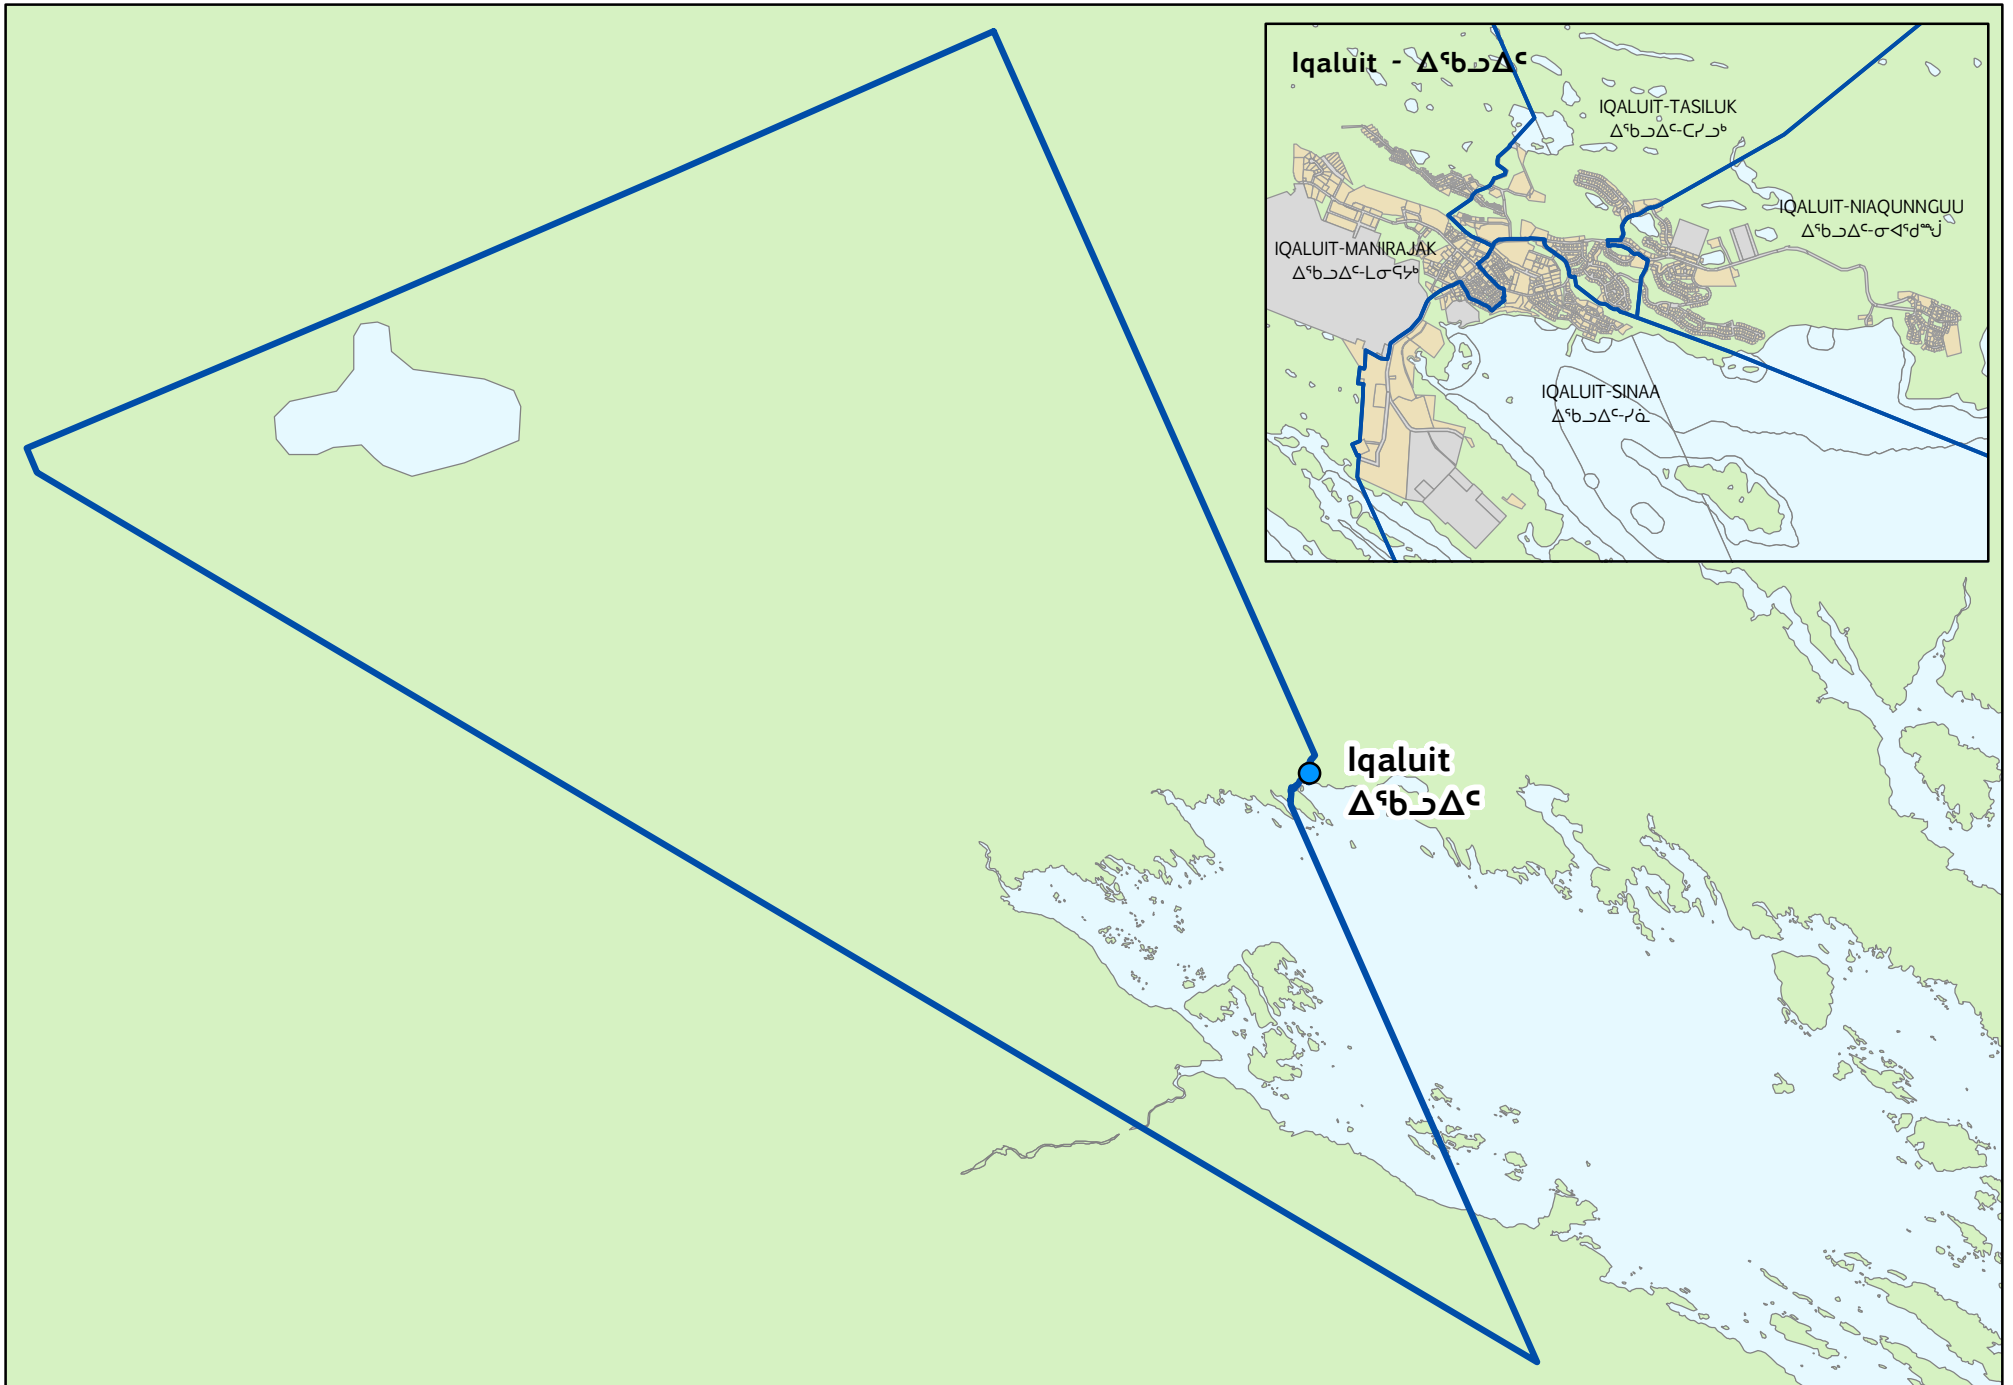 Iqaluit - ᐃᖃᓗᐃᑦ
IQALUIT-TASILUK
ᐃᖃᓗᐃᑦ-ᑕᓯᓗᒃ
IQALUIT-NIAQUNNGUU
ᐃᖃᓗᐃᑦ-ᓂᐊᖁᙴ
IQALUIT-MANIRAJAK
ᐃᖃᓗᐃᑦ-ᒪᓂᕋᔭᒃ
IQALUIT-SINAA
ᐃᖃᓗᐃᑦ-ᓯᓈ
Iqaluit
ᐃᖃᓗᐃᑦ